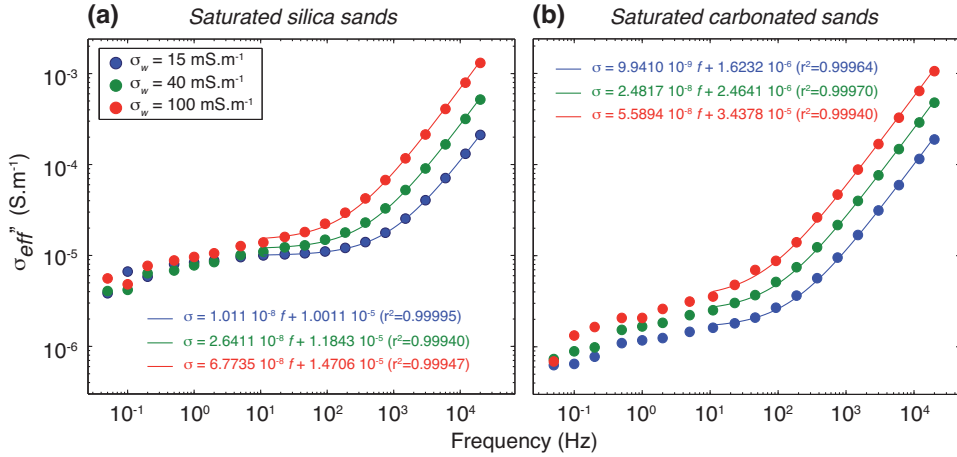 (a) Saturated silica sands
σw = 15 mS.m⁻¹
σw = 40 mS.m⁻¹
σw = 100 mS.m⁻¹
10⁻³
10⁻⁴
10⁻⁵
10⁻⁶
σeff” (S.m⁻¹)
σ = 1.011 10⁻⁸ f + 1.0011 10⁻⁵ (r²=0.99995)
σ = 2.6411 10⁻⁸ f + 1.1843 10⁻⁵ (r²=0.99940)
σ = 6.7735 10⁻⁸ f + 1.4706 10⁻⁵ (r²=0.99947)
10⁻¹ 10⁰ 10¹ 10² 10³ 10⁴
(b) Saturated carbonated sands
σ = 9.9410 10⁻⁹ f + 1.6232 10⁻⁶ (r²=0.99964)
σ = 2.4817 10⁻⁸ f + 2.4641 10⁻⁶ (r²=0.99970)
σ = 5.5894 10⁻⁸ f + 3.4378 10⁻⁵ (r²=0.99940)
10⁻¹ 10⁰ 10¹ 10² 10³ 10⁴
Frequency (Hz)